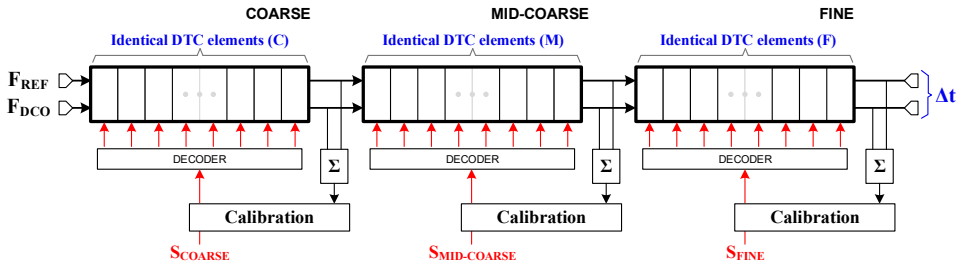 COARSE
MID-COARSE
FINE
Identical DTC elements (C)
Identical DTC elements (M)
Identical DTC elements (F)
FREF
FDCO
Δt
DECODER
DECODER
DECODER
Σ
Σ
Σ
Calibration
Calibration
Calibration
SCOARSE
SMID-COARSE
SFINE